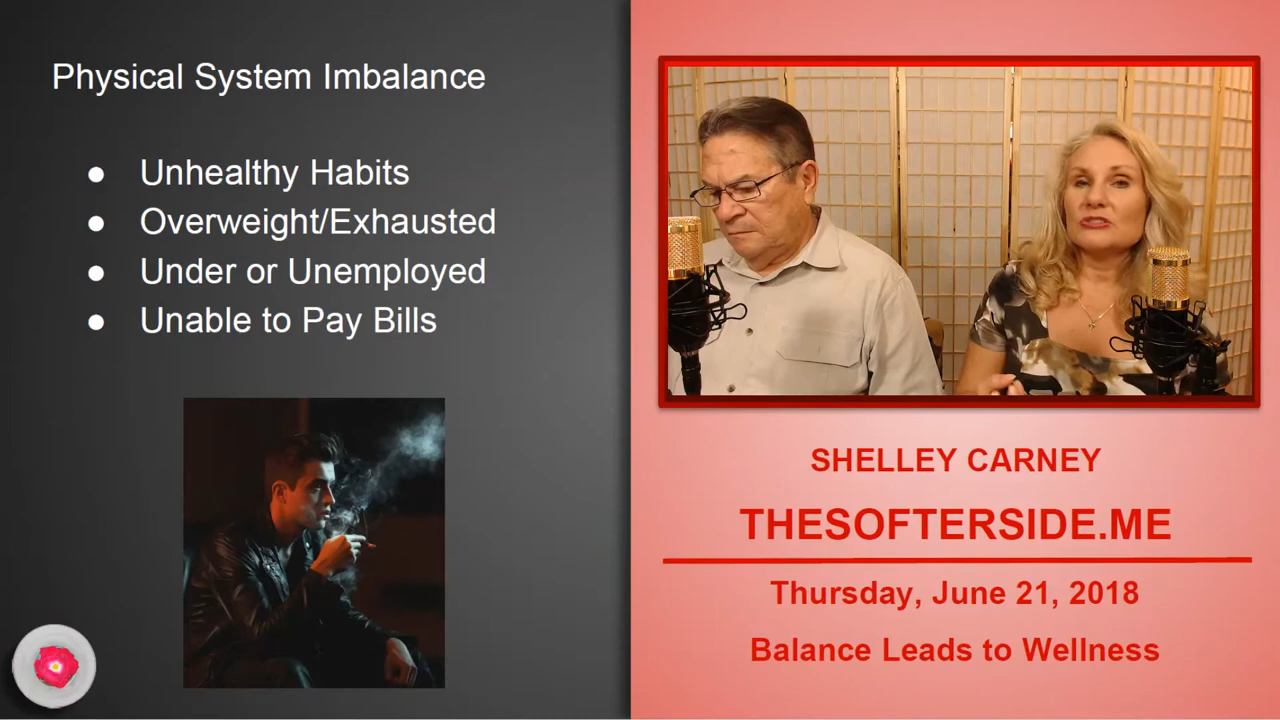 Physical System Imbalance
● Unhealthy Habits
● Overweight/Exhausted
● Under or Unemployed
● Unable to Pay Bills
SHELLEY CARNEY
THESOFTERSIDE.ME
Thursday, June 21, 2018
Balance Leads to Wellness